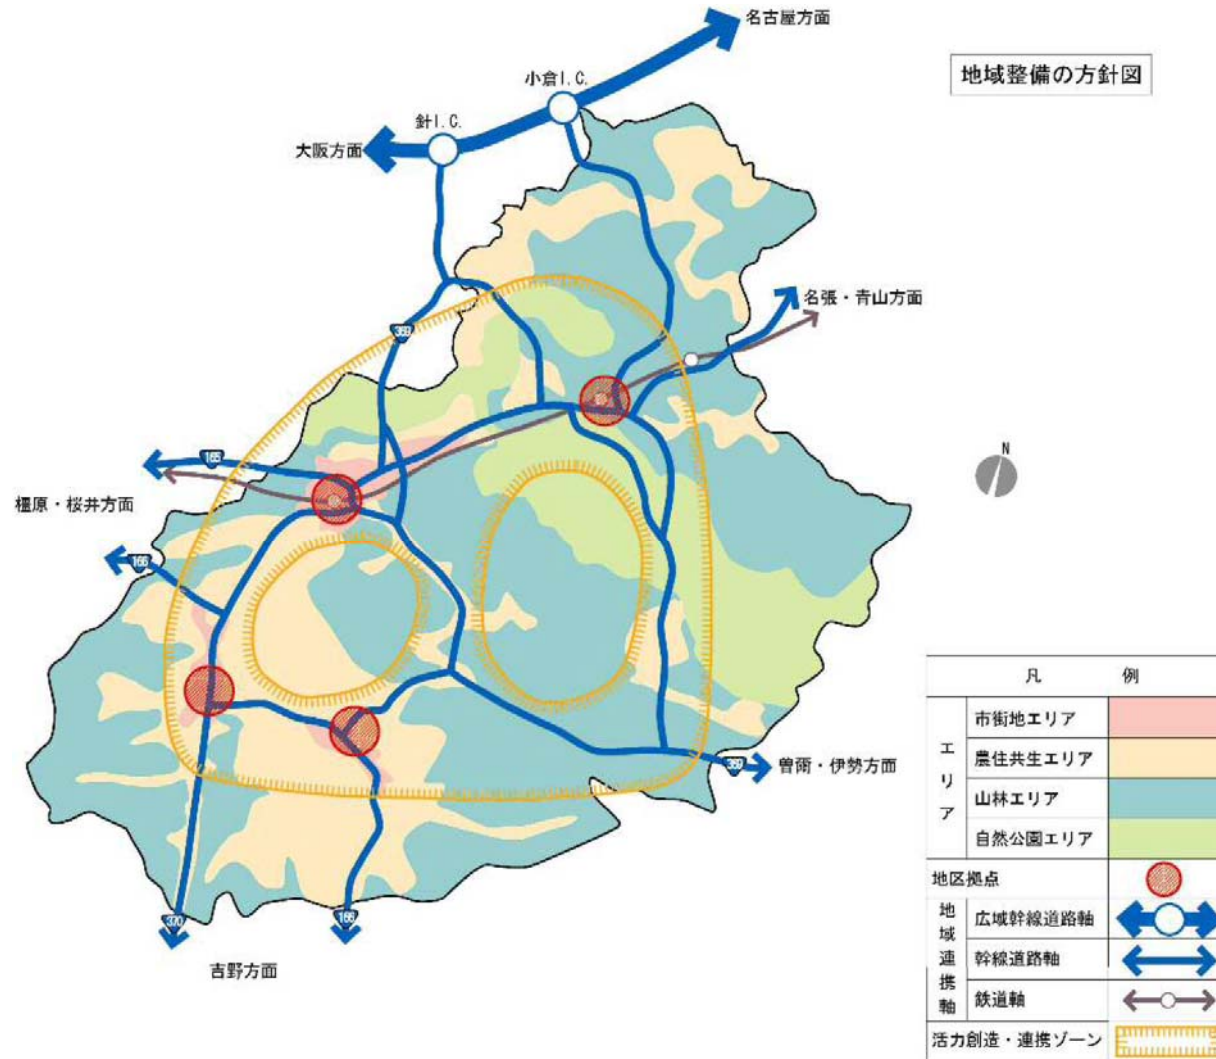 名古屋方面
地域整備の方針図
小倉I.C.
針I.C.
大阪方面
名張・青山方面
369
165
橿原・桜井方面
N
166
曽爾・伊勢方面
369
370
166
吉野方面
凡 例
エリア
市街地エリア
農住共生エリア
山林エリア
自然公園エリア
地区拠点
地域連携軸
広域幹線道路軸
幹線道路軸
鉄道軸
活力創造・連携ゾーン